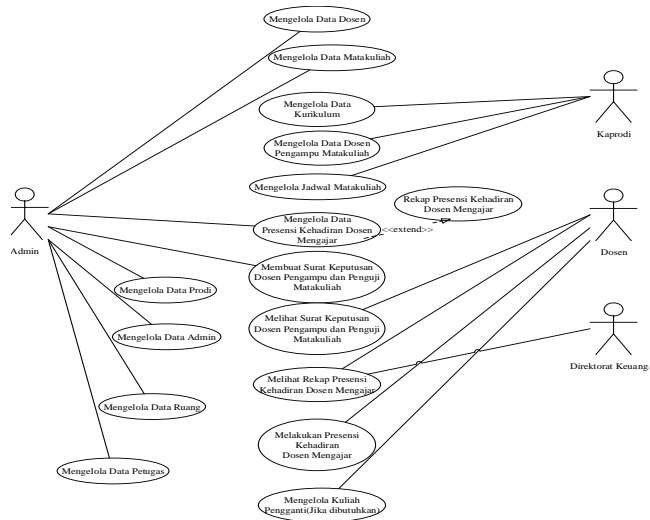 Mengelola Data Dosen
Mengelola Data Matakuliah
Mengelola Data
Kurikulum
Mengelola Data Dosen
Pengampu Matakuliah
Mengelola Jadwal Matakuliah
Kaprodi
Rekap Presensi Kehadiran
Dosen Mengajar
<<extend>>
Mengelola Data
Presensi Kehadiran Dosen
Mengajar
Admin
Dosen
Membuat Surat Keputusan
Dosen Pengampu dan Penguji
Matakuliah
Mengelola Data Prodi
Melihat Surat Keputusan
Dosen Pengampu dan Penguji
Matakuliah
Mengelola Data Admin
Direktorat Keuang
Melihat Rekap Presensi
Kehadiran Dosen Mengajar
Mengelola Data Ruang
Melakukan Presensi
Kehadiran
Dosen Mengajar
Mengelola Data Petugas
Mengelola Kuliah
Pengganti(Jika dibutuhkan)